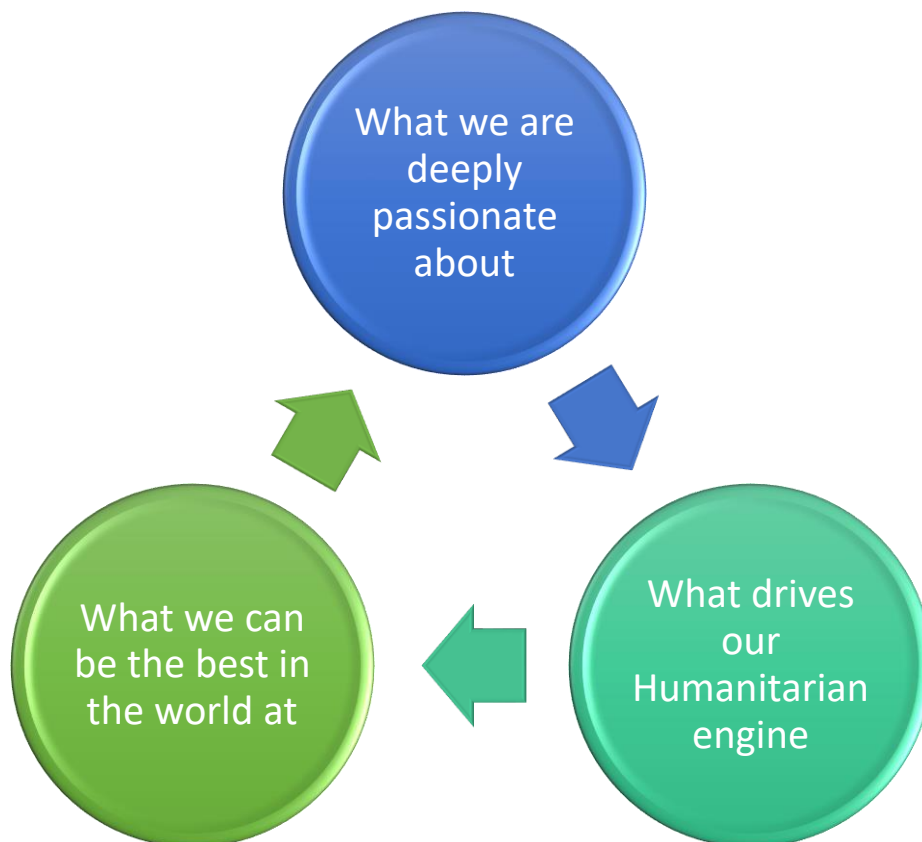 What we are
deeply
passionate
about
What drives
our
Humanitarian
engine
What we can
be the best in
the world at